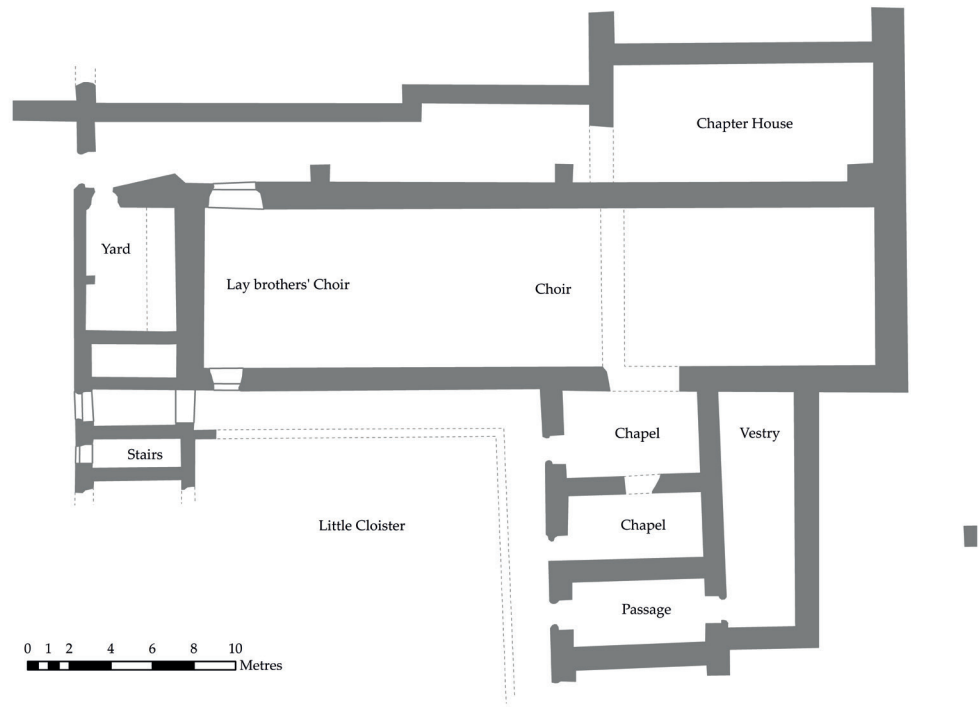 Chapter House
Yard
Lay brothers' Choir
Choir
Chapel
Vestry
Stairs
Little Cloister
Chapel
Passage
0 1 2 4 6 8 10
Metres